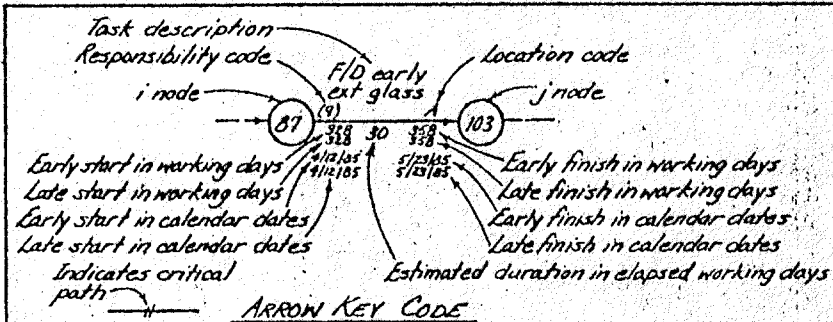 Task description
Responsibility code
F/D early
ext glass
Location code
i node
j node
87
(9)
30
103
328
328
358
358
4/12/85
4/12/85
5/23/85
5/23/85
Early start in working days
Late start in working days
Early start in calendar dates
Late start in calendar dates
Early finish in working days
Late finish in working days
Early finish in calendar dates
Late finish in calendar dates
Indicates critical
path
Estimated duration in elapsed working days
ARROW KEY CODE